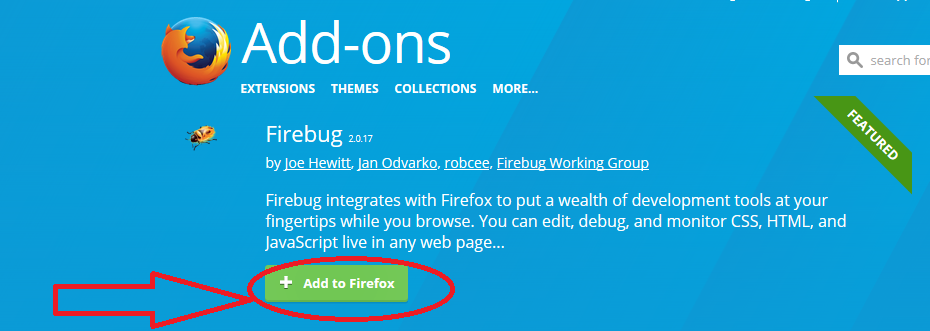 Add-ons
EXTENSIONS THEMES COLLECTIONS MORE...
search for
FEATURED
Firebug 2.0.17
by Joe Hewitt, Jan Odvarko, robcee, Firebug Working Group
Firebug integrates with Firefox to put a wealth of development tools at your
fingertips while you browse. You can edit, debug, and monitor CSS, HTML, and
JavaScript live in any web page...
+ Add to Firefox